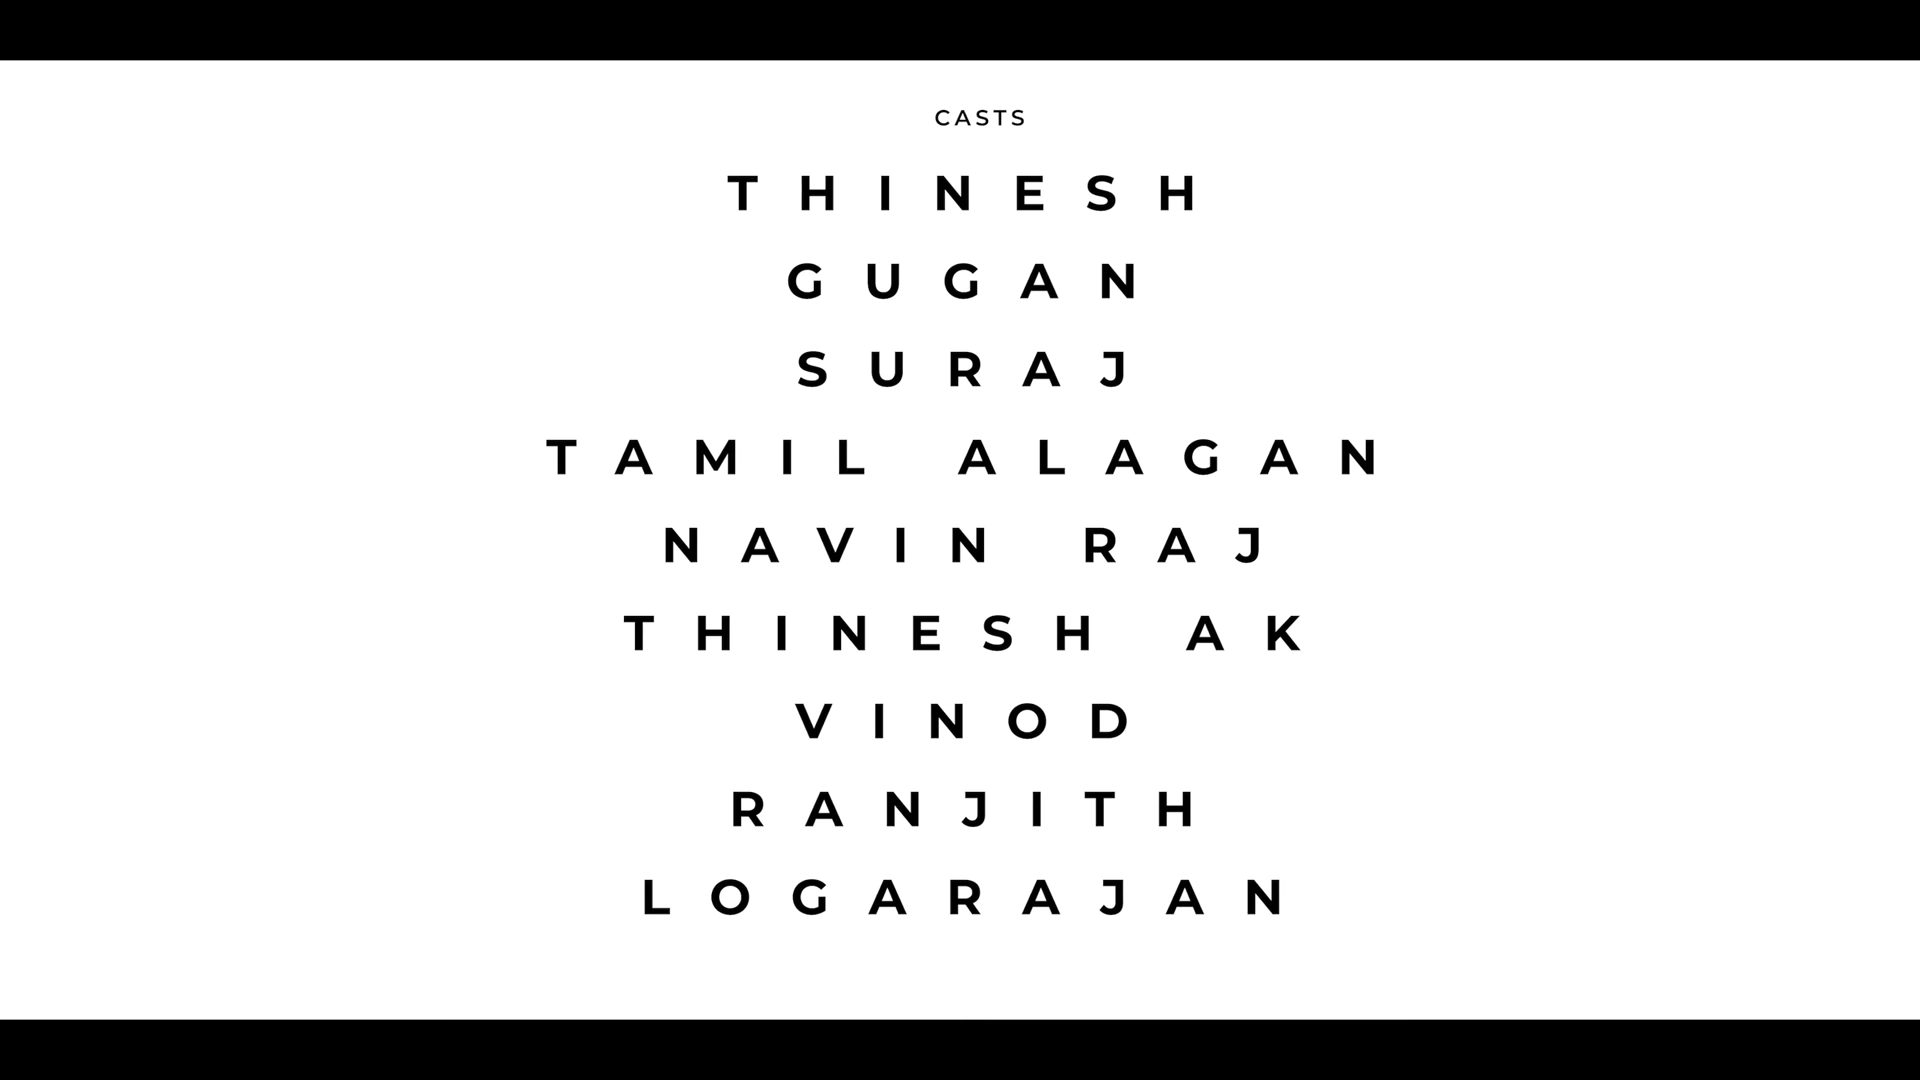 CASTS
THINESH
GUGAN
SURAJ
TAMIL ALAGAN
NAVIN RAJ
THINESH AK
VINOD
RANJITH
LOGARAJAN